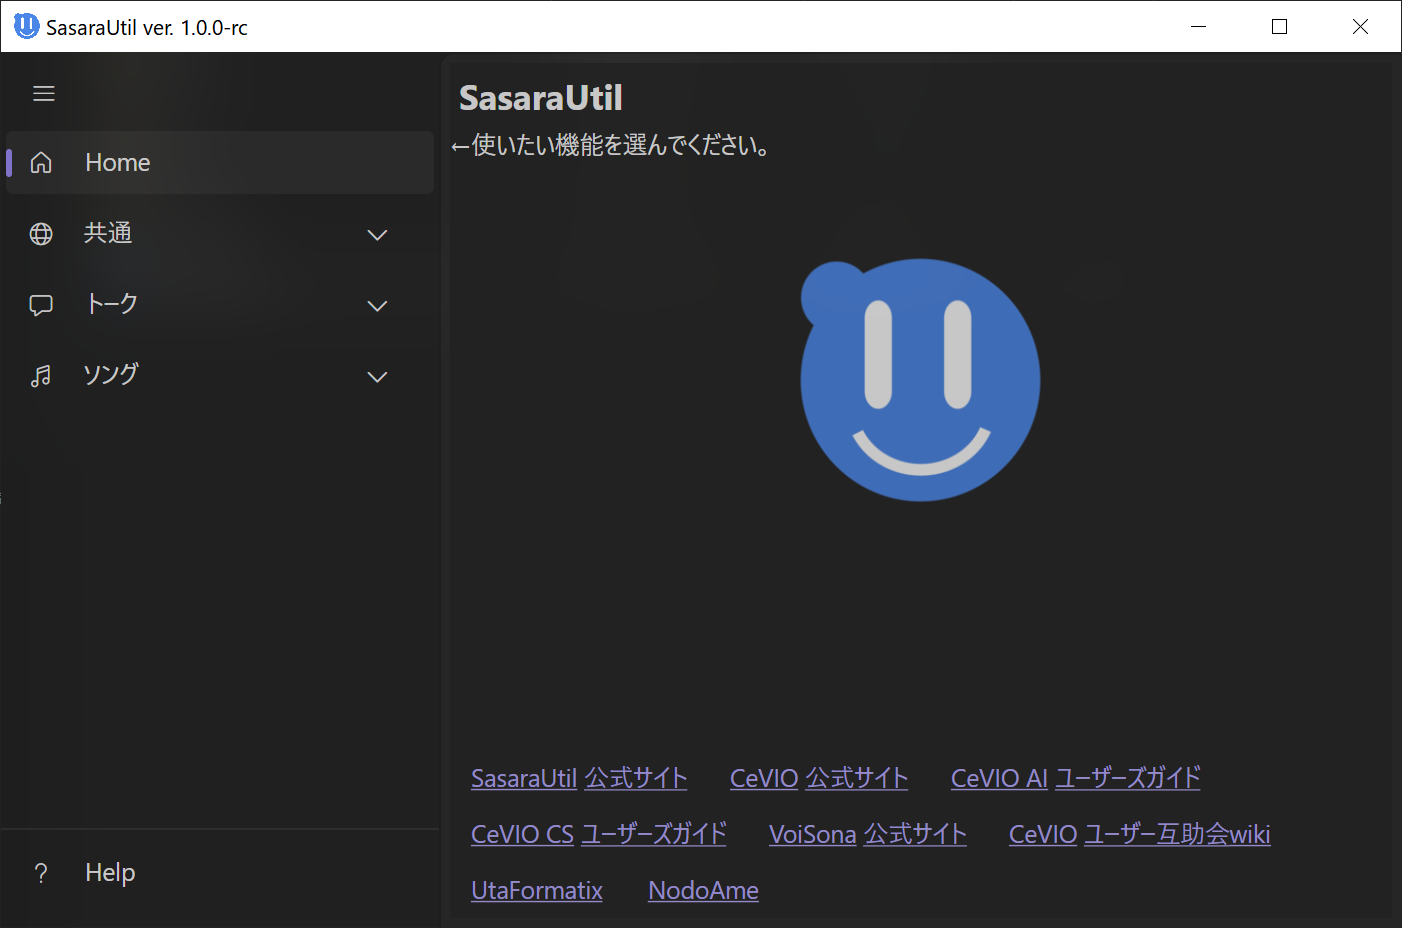 SasaraUtil ver. 1.0.0-rc
Home
共通
トーク
ソング
Help
SasaraUtil
←使いたい機能を選んでください。
SasaraUtil 公式サイト CeVIO 公式サイト CeVIO AI ユーザーズガイド
CeVIO CS ユーザーズガイド VoiSona 公式サイト CeVIO ユーザー互助会wiki
UtaFormatix NodoAme